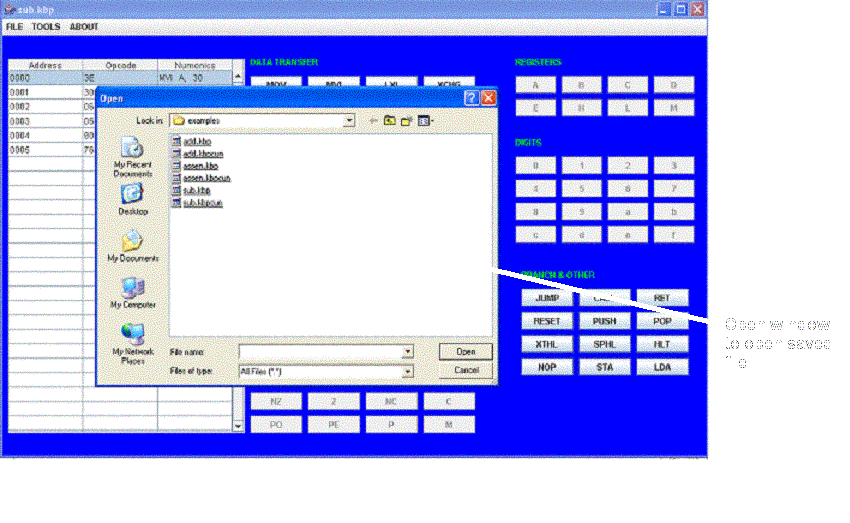 sub.kbp
FILE TOOLS ABOUT
Address Opcode Numonics
0000 3E MVI A, 30
0001 30
0002 06
0003 05
0004 80
0005 76
DATA TRANSFER
MOV MVI LXI XCHG
REGISTERS
A B C D
E H L M
DIGITS
0 1 2 3
4 5 6 7
8 9 a b
c d e f
BRANCH & OTHER
JUMP CALL RET
RESET PUSH POP
XTHL SPHL HLT
NOP STA LDA
NZ Z NC C
PO PE P M
Open
Look in: examples
My Recent
Documents
Desktop
My Documents
My Computer
My Network
Places
add.kbp
add.kbpcun
assen.kbp
assen.kbpcun
sub.kbp
sub.kbpcun
File name: Open
Files of type: All Files (*.*) Cancel
Open window
to open saved
file